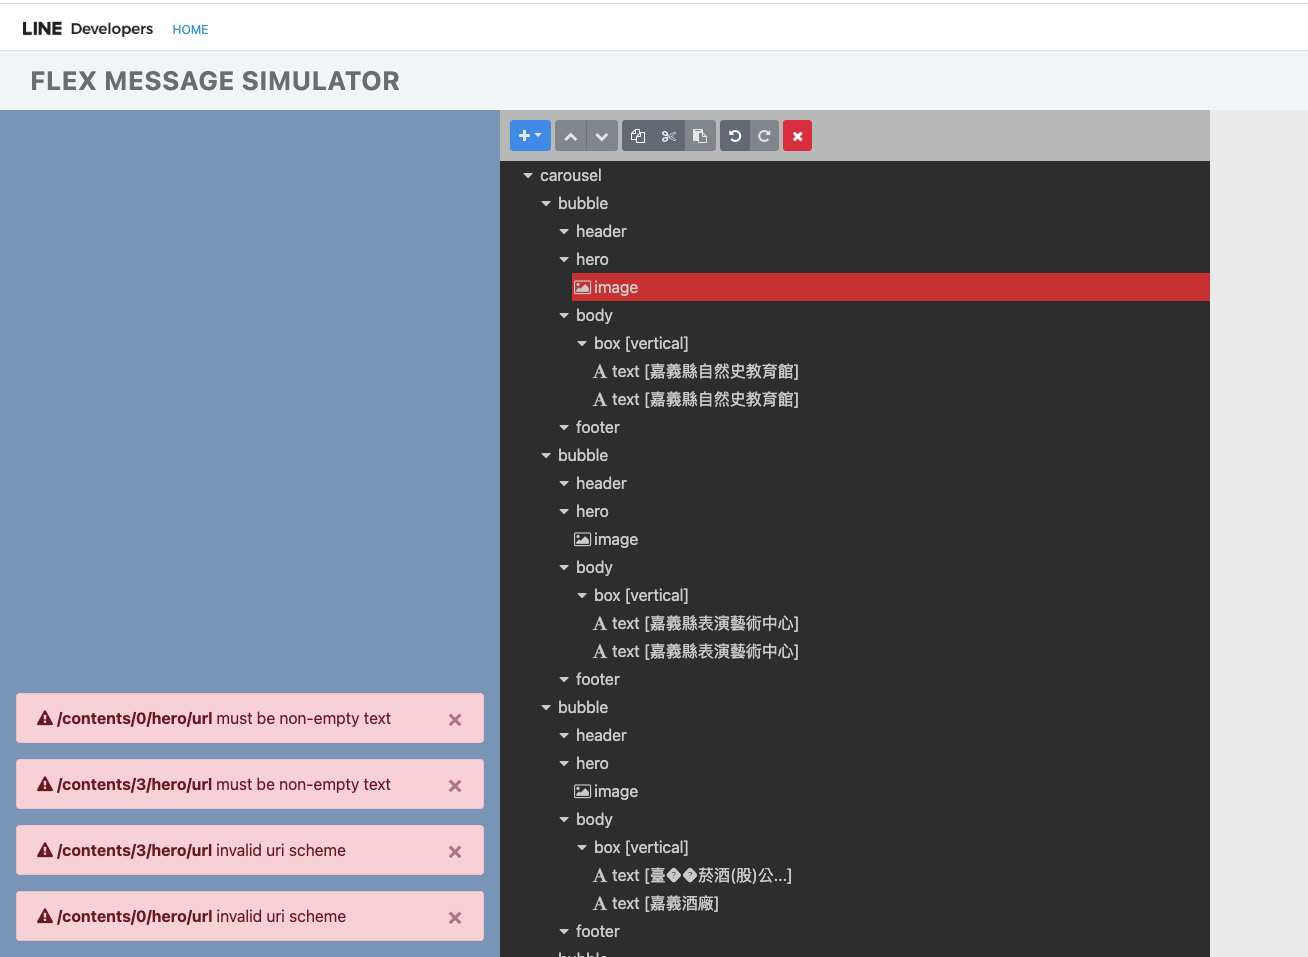 LINE Developers HOME
FLEX MESSAGE SIMULATOR
carousel
bubble
header
hero
image
body
box [vertical]
text [嘉義縣自然史教育館]
text [嘉義縣自然史教育館]
footer
bubble
header
hero
image
body
box [vertical]
text [嘉義縣表演藝術中心]
text [嘉義縣表演藝術中心]
footer
bubble
header
hero
image
body
box [vertical]
text [臺��菸酒(股)公...]
text [嘉義酒廠]
footer
bubble
/contents/0/hero/url must be non-empty text
/contents/3/hero/url must be non-empty text
/contents/3/hero/url invalid uri scheme
/contents/0/hero/url invalid uri scheme